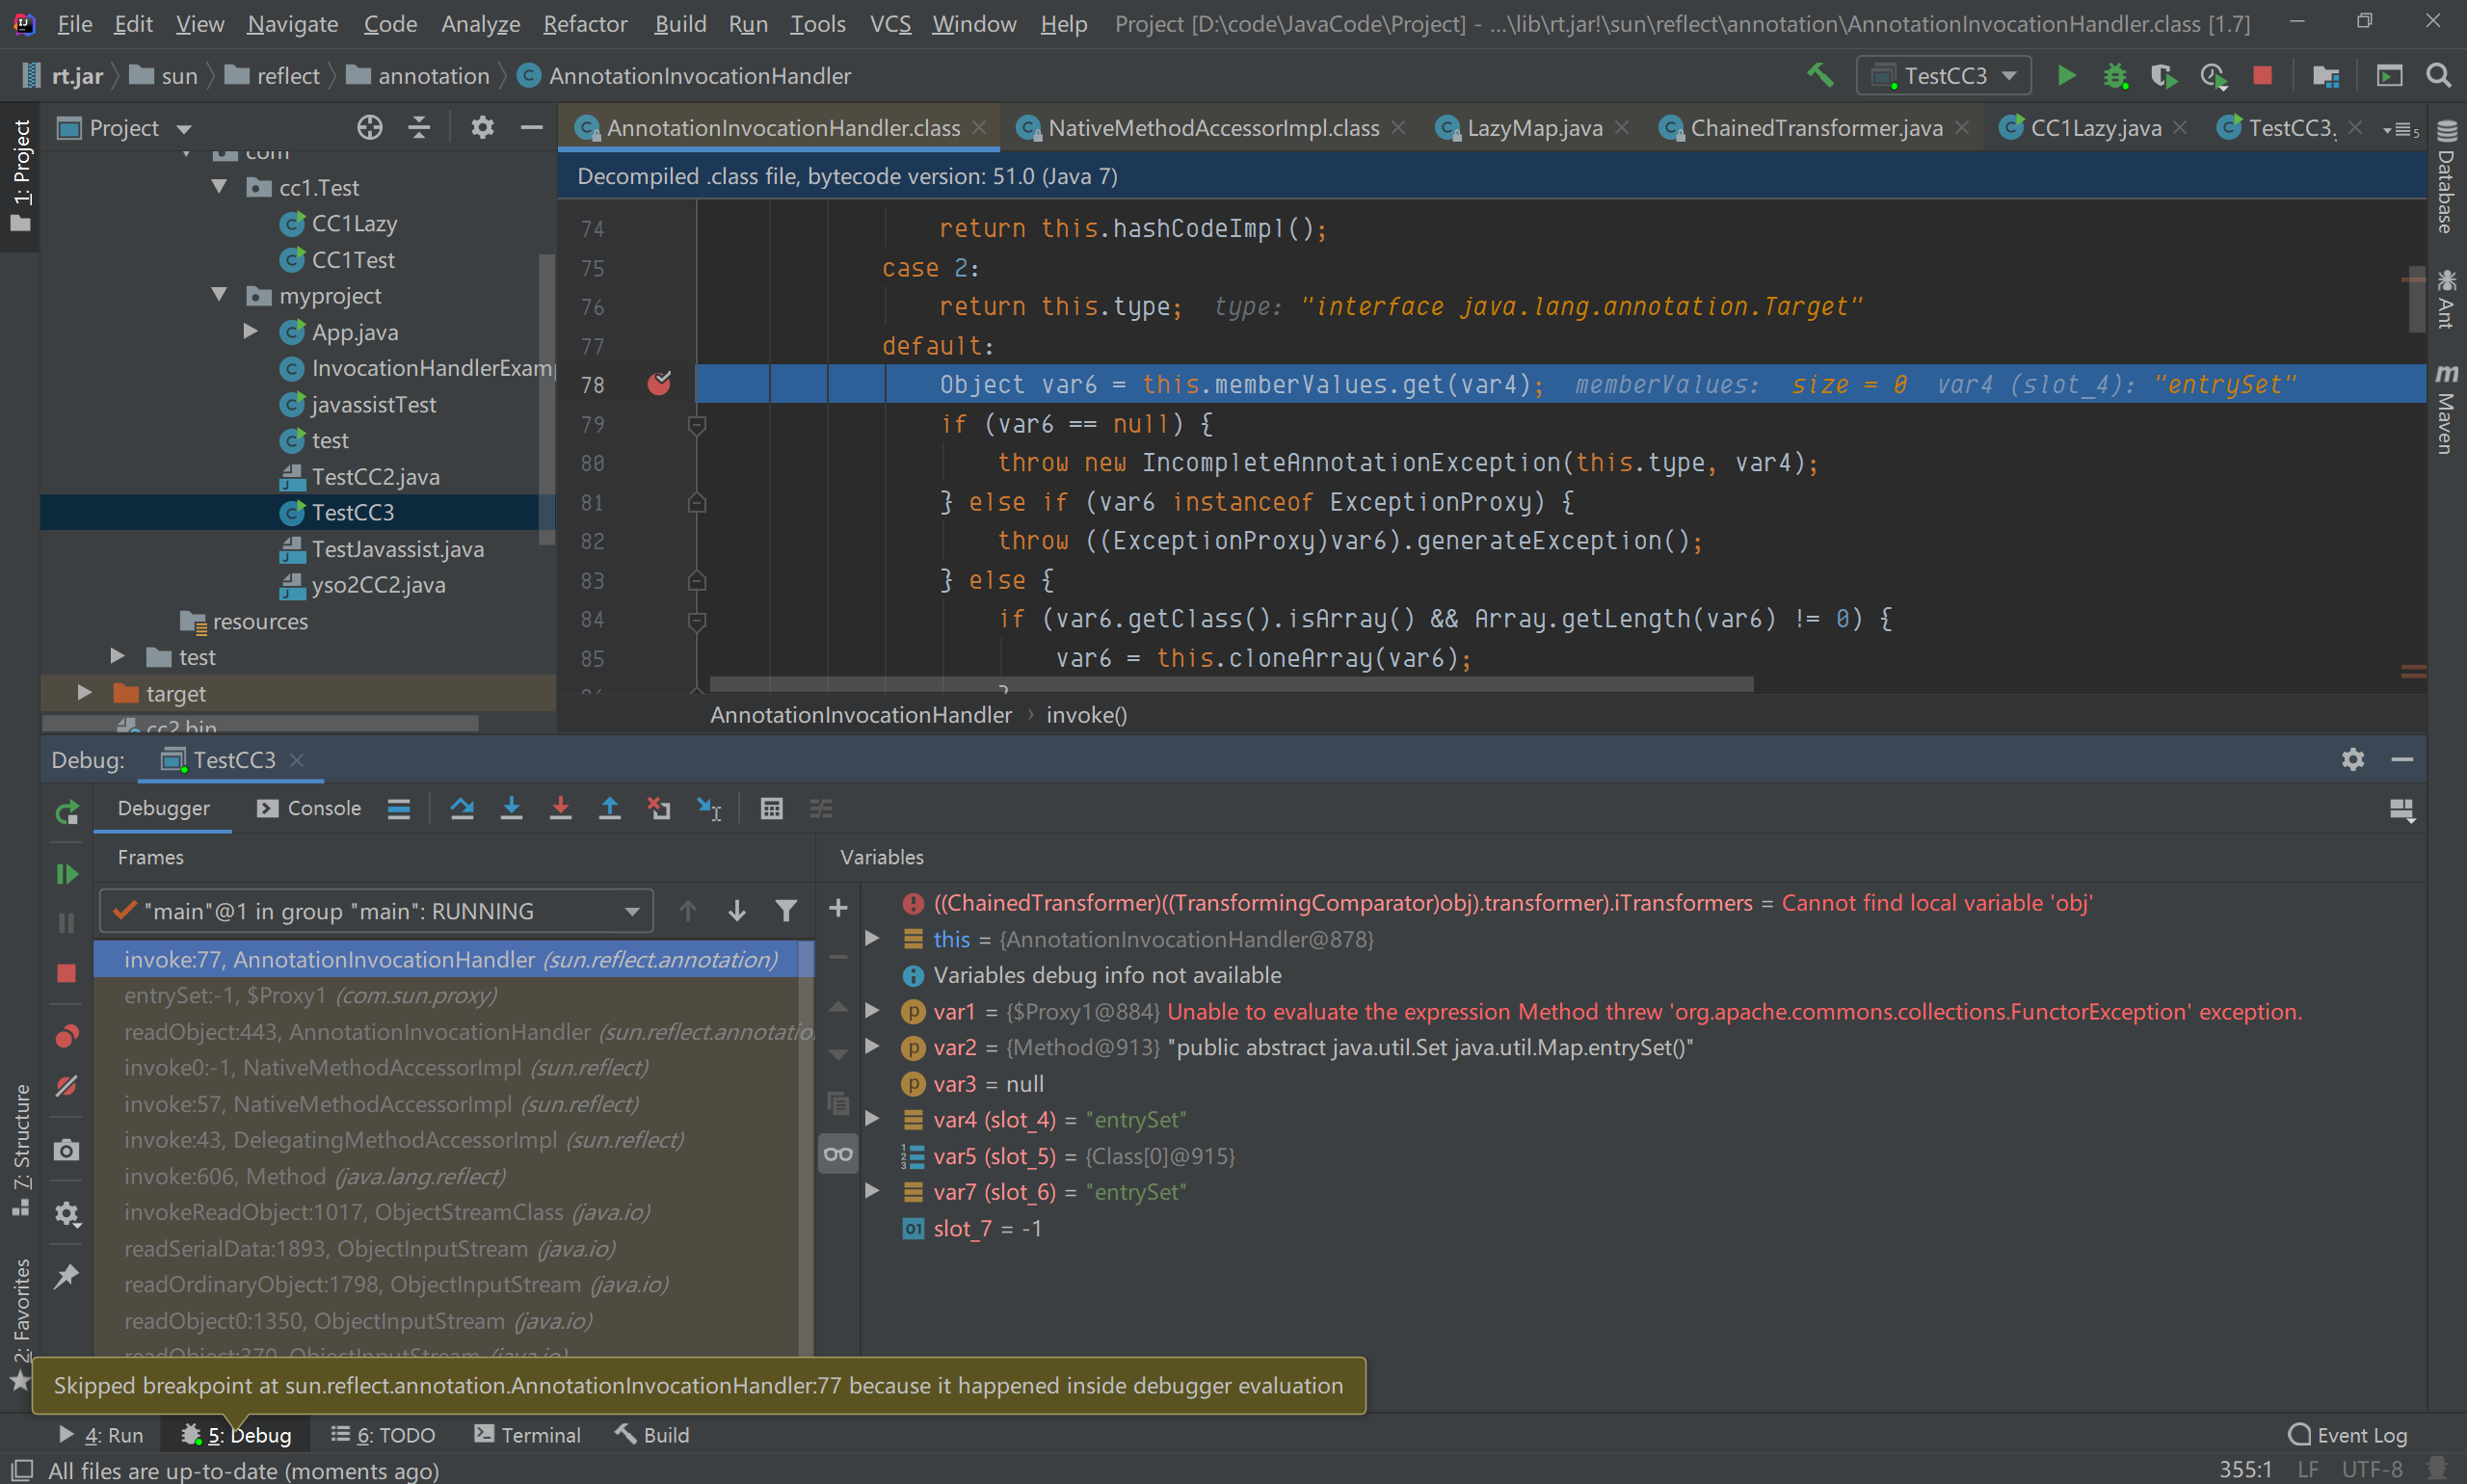 File Edit View Navigate Code Analyze Refactor Build Run Tools VCS Window Help Project [D:\code\JavaCode\Project] - ...\lib\rt.jar!\sun\reflect\annotation\AnnotationInvocationHandler.class [1.7]
rt.jar sun reflect annotation AnnotationInvocationHandler TestCC3
1: Project
Project
AnnotationInvocationHandler.class NativeMethodAccessorImpl.class LazyMap.java ChainedTransformer.java CC1Lazy.java TestCC3. 5
Decompiled .class file, bytecode version: 51.0 (Java 7)
com
cc1.Test
CC1Lazy
CC1Test
myproject
App.java
InvocationHandlerExam
javassistTest
test
TestCC2.java
TestCC3
TestJavassist.java
yso2CC2.java
resources
test
target
cc2.bin
74 return this.hashCodeImpl();
75 case 2:
76 return this.type; type: "interface java.lang.annotation.Target"
77 default:
78 Object var6 = this.memberValues.get(var4); memberValues: size = 0 var4 (slot_4): "entrySet"
79 if (var6 == null) {
80 throw new IncompleteAnnotationException(this.type, var4);
81 } else if (var6 instanceof ExceptionProxy) {
82 throw ((ExceptionProxy)var6).generateException();
83 } else {
84 if (var6.getClass().isArray() && Array.getLength(var6) != 0) {
85 var6 = this.cloneArray(var6);
AnnotationInvocationHandler › invoke()
Database
Ant
Maven
Debug: TestCC3
Debugger Console
Frames
"main"@1 in group "main": RUNNING
invoke:77, AnnotationInvocationHandler (sun.reflect.annotation)
entrySet:-1, $Proxy1 (com.sun.proxy)
readObject:443, AnnotationInvocationHandler (sun.reflect.annotatio
invoke0:-1, NativeMethodAccessorImpl (sun.reflect)
invoke:57, NativeMethodAccessorImpl (sun.reflect)
invoke:43, DelegatingMethodAccessorImpl (sun.reflect)
invoke:606, Method (java.lang.reflect)
invokeReadObject:1017, ObjectStreamClass (java.io)
readSerialData:1893, ObjectInputStream (java.io)
readOrdinaryObject:1798, ObjectInputStream (java.io)
readObject0:1350, ObjectInputStream (java.io)
readObject:370, ObjectInputStream (java.io)
Variables
((ChainedTransformer)((TransformingComparator)obj).transformer).iTransformers = Cannot find local variable 'obj'
this = {AnnotationInvocationHandler@878}
Variables debug info not available
var1 = {$Proxy1@884} Unable to evaluate the expression Method threw 'org.apache.commons.collections.FunctorException' exception.
var2 = {Method@913} "public abstract java.util.Set java.util.Map.entrySet()"
var3 = null
var4 (slot_4) = "entrySet"
var5 (slot_5) = {Class[0]@915}
var7 (slot_6) = "entrySet"
01 slot_7 = -1
7: Structure
2: Favorites
Skipped breakpoint at sun.reflect.annotation.AnnotationInvocationHandler:77 because it happened inside debugger evaluation
4: Run 5: Debug 6: TODO Terminal Build Event Log
All files are up-to-date (moments ago) 355:1 LF UTF-8